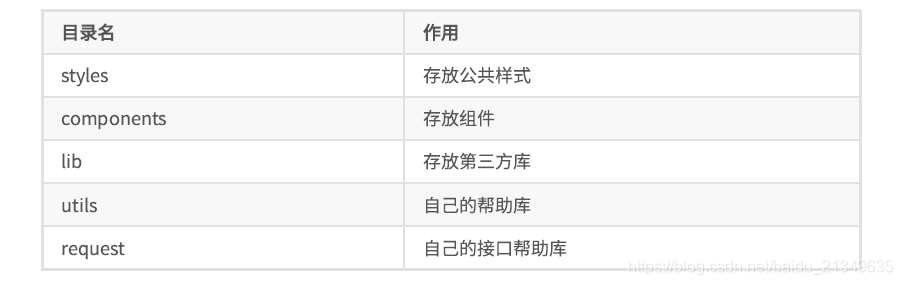 目录名 作用
styles 存放公共样式
components 存放组件
lib 存放第三方库
utils 自己的帮助库
request 自己的接口帮助库
https://blog.csdn.net/baidu_21349635